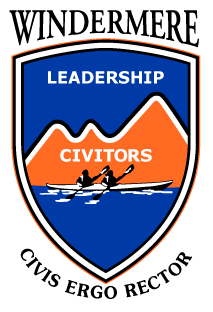 WINDERMERE
LEADERSHIP
CIVITORS
CIVIS ERGO RECTOR